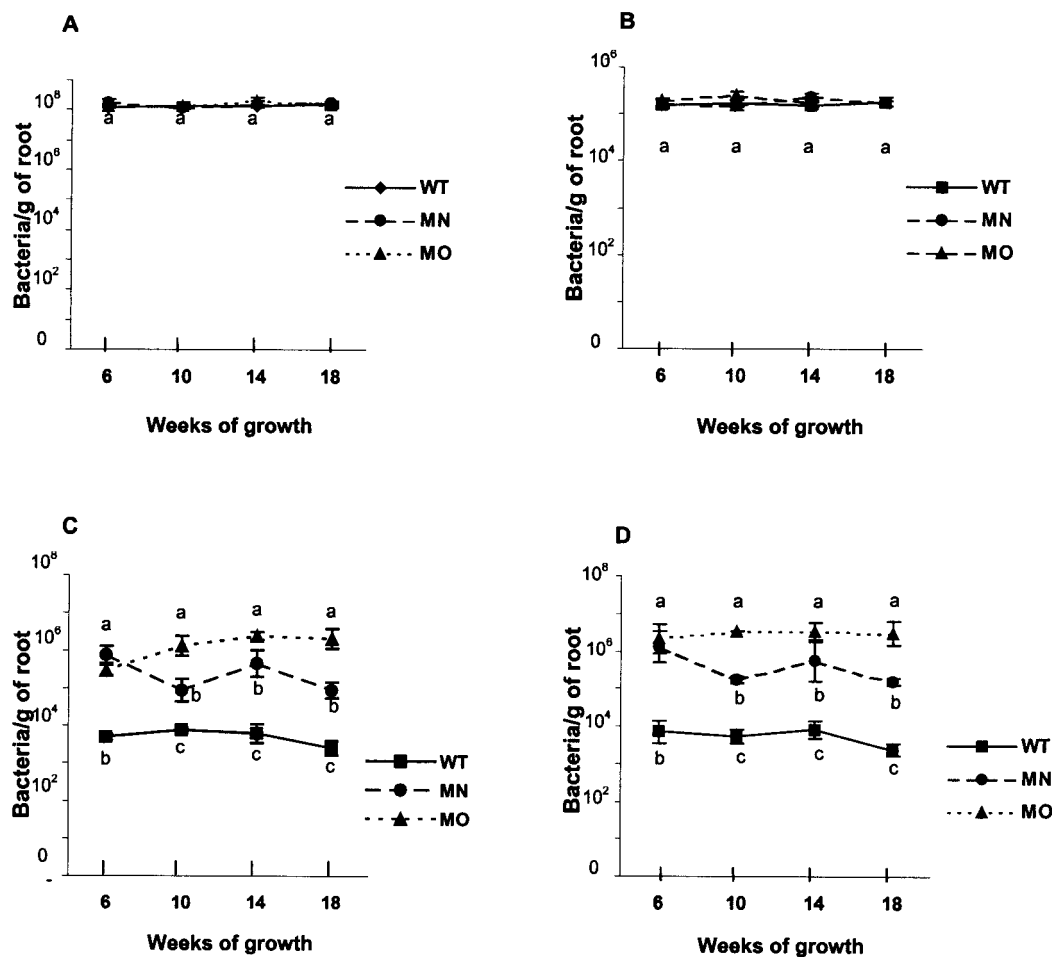 A
Bacteria/g of root
10^8
10^6
10^4
10^2
0
a a a a
6 10 14 18
Weeks of growth
WT
MN
MO
B
Bacteria/g of root
10^6
10^4
10^2
0
a a a a
6 10 14 18
Weeks of growth
WT
MN
MO
C
Bacteria/g of root
10^8
10^6
10^4
10^2
0
a a a a
b b b
b c c c
6 10 14 18
Weeks of growth
WT
MN
MO
D
Bacteria/g of root
10^8
10^6
10^4
10^2
0
a a a a
b b b
b c c c
6 10 14 18
Weeks of growth
WT
MN
MO